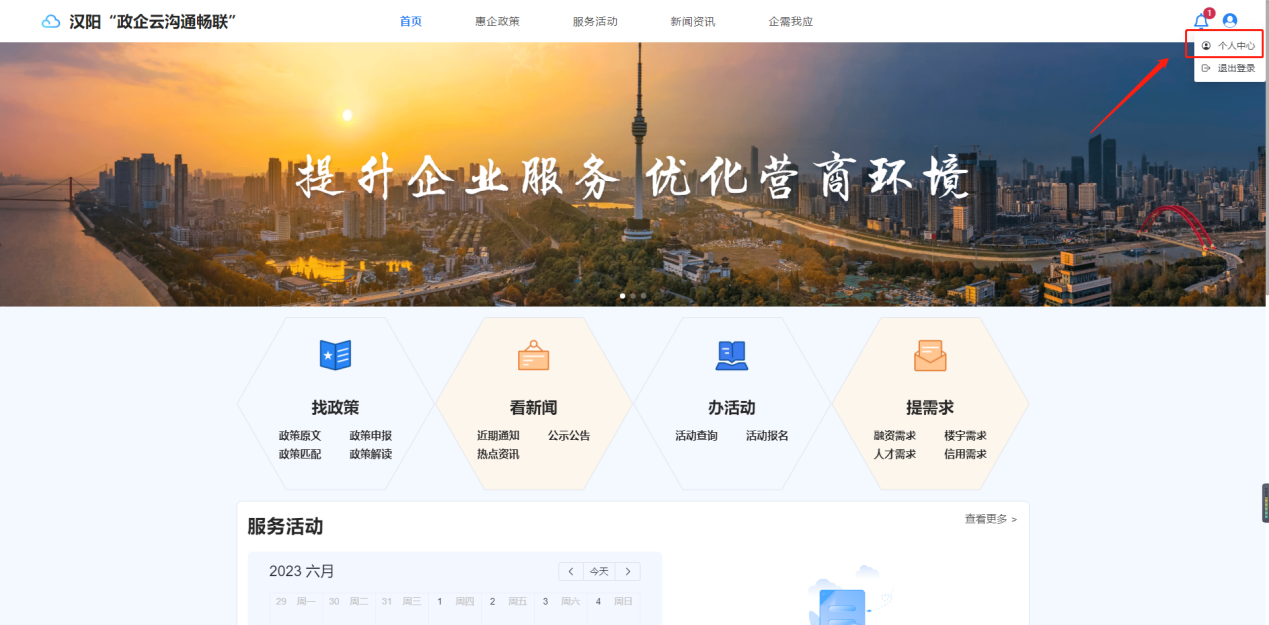 汉阳“政企云沟通畅联”
首页 惠企政策 服务活动 新闻资讯 企需我应
1
个人中心
退出登录
提升企业服务 优化营商环境
找政策 看新闻 办活动 提需求
政策原文 政策申报 近期通知 公示公告 活动查询 活动报名 融资需求 楼宇需求
政策匹配 政策解读 热点资讯 人才需求 信用需求
服务活动 查看更多 >
2023 六月 < 今天 >
29 周一 30 周二 31 周三 1 周四 2 周五 3 周六 4 周日